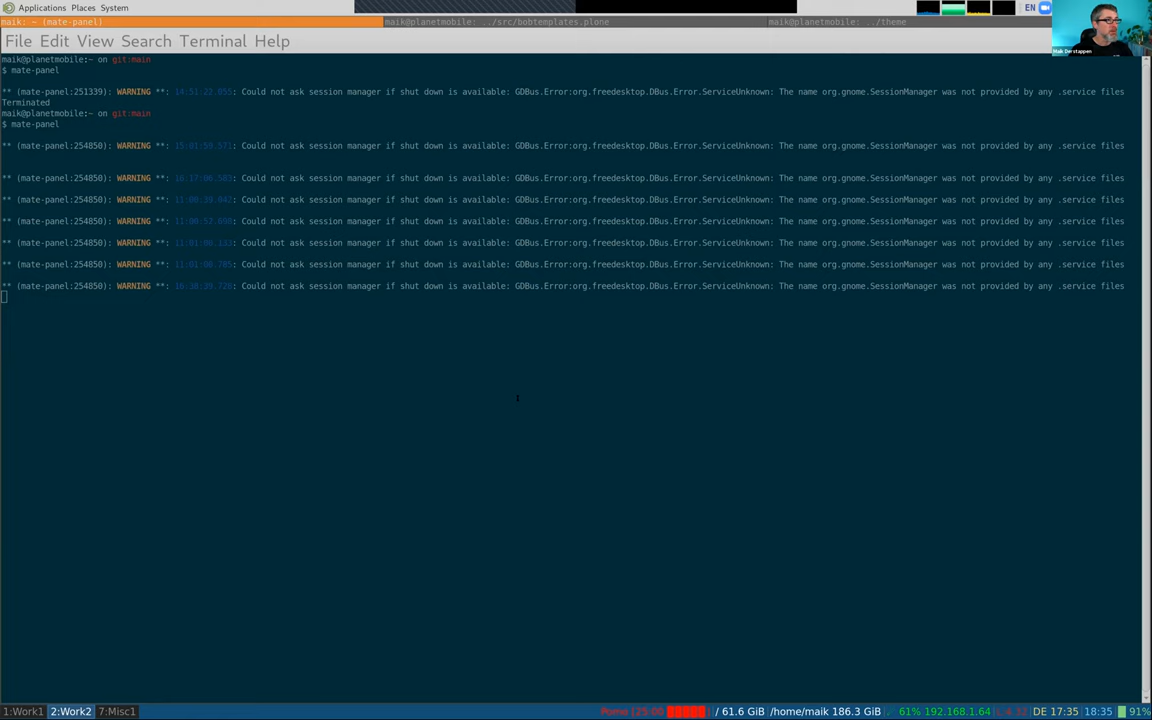 Applications Places System
EN
maik: ~ (mate-panel)
maik@planetmobile: ../src/bobtemplates.plone
maik@planetmobile: ../theme
Maik Derstappen
File Edit View Search Terminal Help
maik@planetmobile:~ on git:main
$ mate-panel
** (mate-panel:251339): WARNING **: 14:51:22.055: Could not ask session manager if shut down is available: GDBus.Error:org.freedesktop.DBus.Error.ServiceUnknown: The name org.gnome.SessionManager was not provided by any .service files
Terminated
maik@planetmobile:~ on git:main
$ mate-panel
** (mate-panel:254850): WARNING **: 15:01:59.571: Could not ask session manager if shut down is available: GDBus.Error:org.freedesktop.DBus.Error.ServiceUnknown: The name org.gnome.SessionManager was not provided by any .service files
** (mate-panel:254850): WARNING **: Could not ask session manager if shut down is available: GDBus.Error:org.freedesktop.DBus.Error.ServiceUnknown: The name org.gnome.SessionManager was not provided by any .service files
** (mate-panel:254850): WARNING **: Could not ask session manager if shut down is available: GDBus.Error:org.freedesktop.DBus.Error.ServiceUnknown: The name org.gnome.SessionManager was not provided by any .service files
** (mate-panel:254850): WARNING **: Could not ask session manager if shut down is available: GDBus.Error:org.freedesktop.DBus.Error.ServiceUnknown: The name org.gnome.SessionManager was not provided by any .service files
** (mate-panel:254850): WARNING **: Could not ask session manager if shut down is available: GDBus.Error:org.freedesktop.DBus.Error.ServiceUnknown: The name org.gnome.SessionManager was not provided by any .service files
** (mate-panel:254850): WARNING **: Could not ask session manager if shut down is available: GDBus.Error:org.freedesktop.DBus.Error.ServiceUnknown: The name org.gnome.SessionManager was not provided by any .service files
** (mate-panel:254850): WARNING **: Could not ask session manager if shut down is available: GDBus.Error:org.freedesktop.DBus.Error.ServiceUnknown: The name org.gnome.SessionManager was not provided by any .service files
1:Work1 2:Work2 7:Misc1
Pomo [25:00 / 61.6 GiB /home/maik 186.3 GiB 61% 192.168.1.64 DE 17:35 18:35 91%